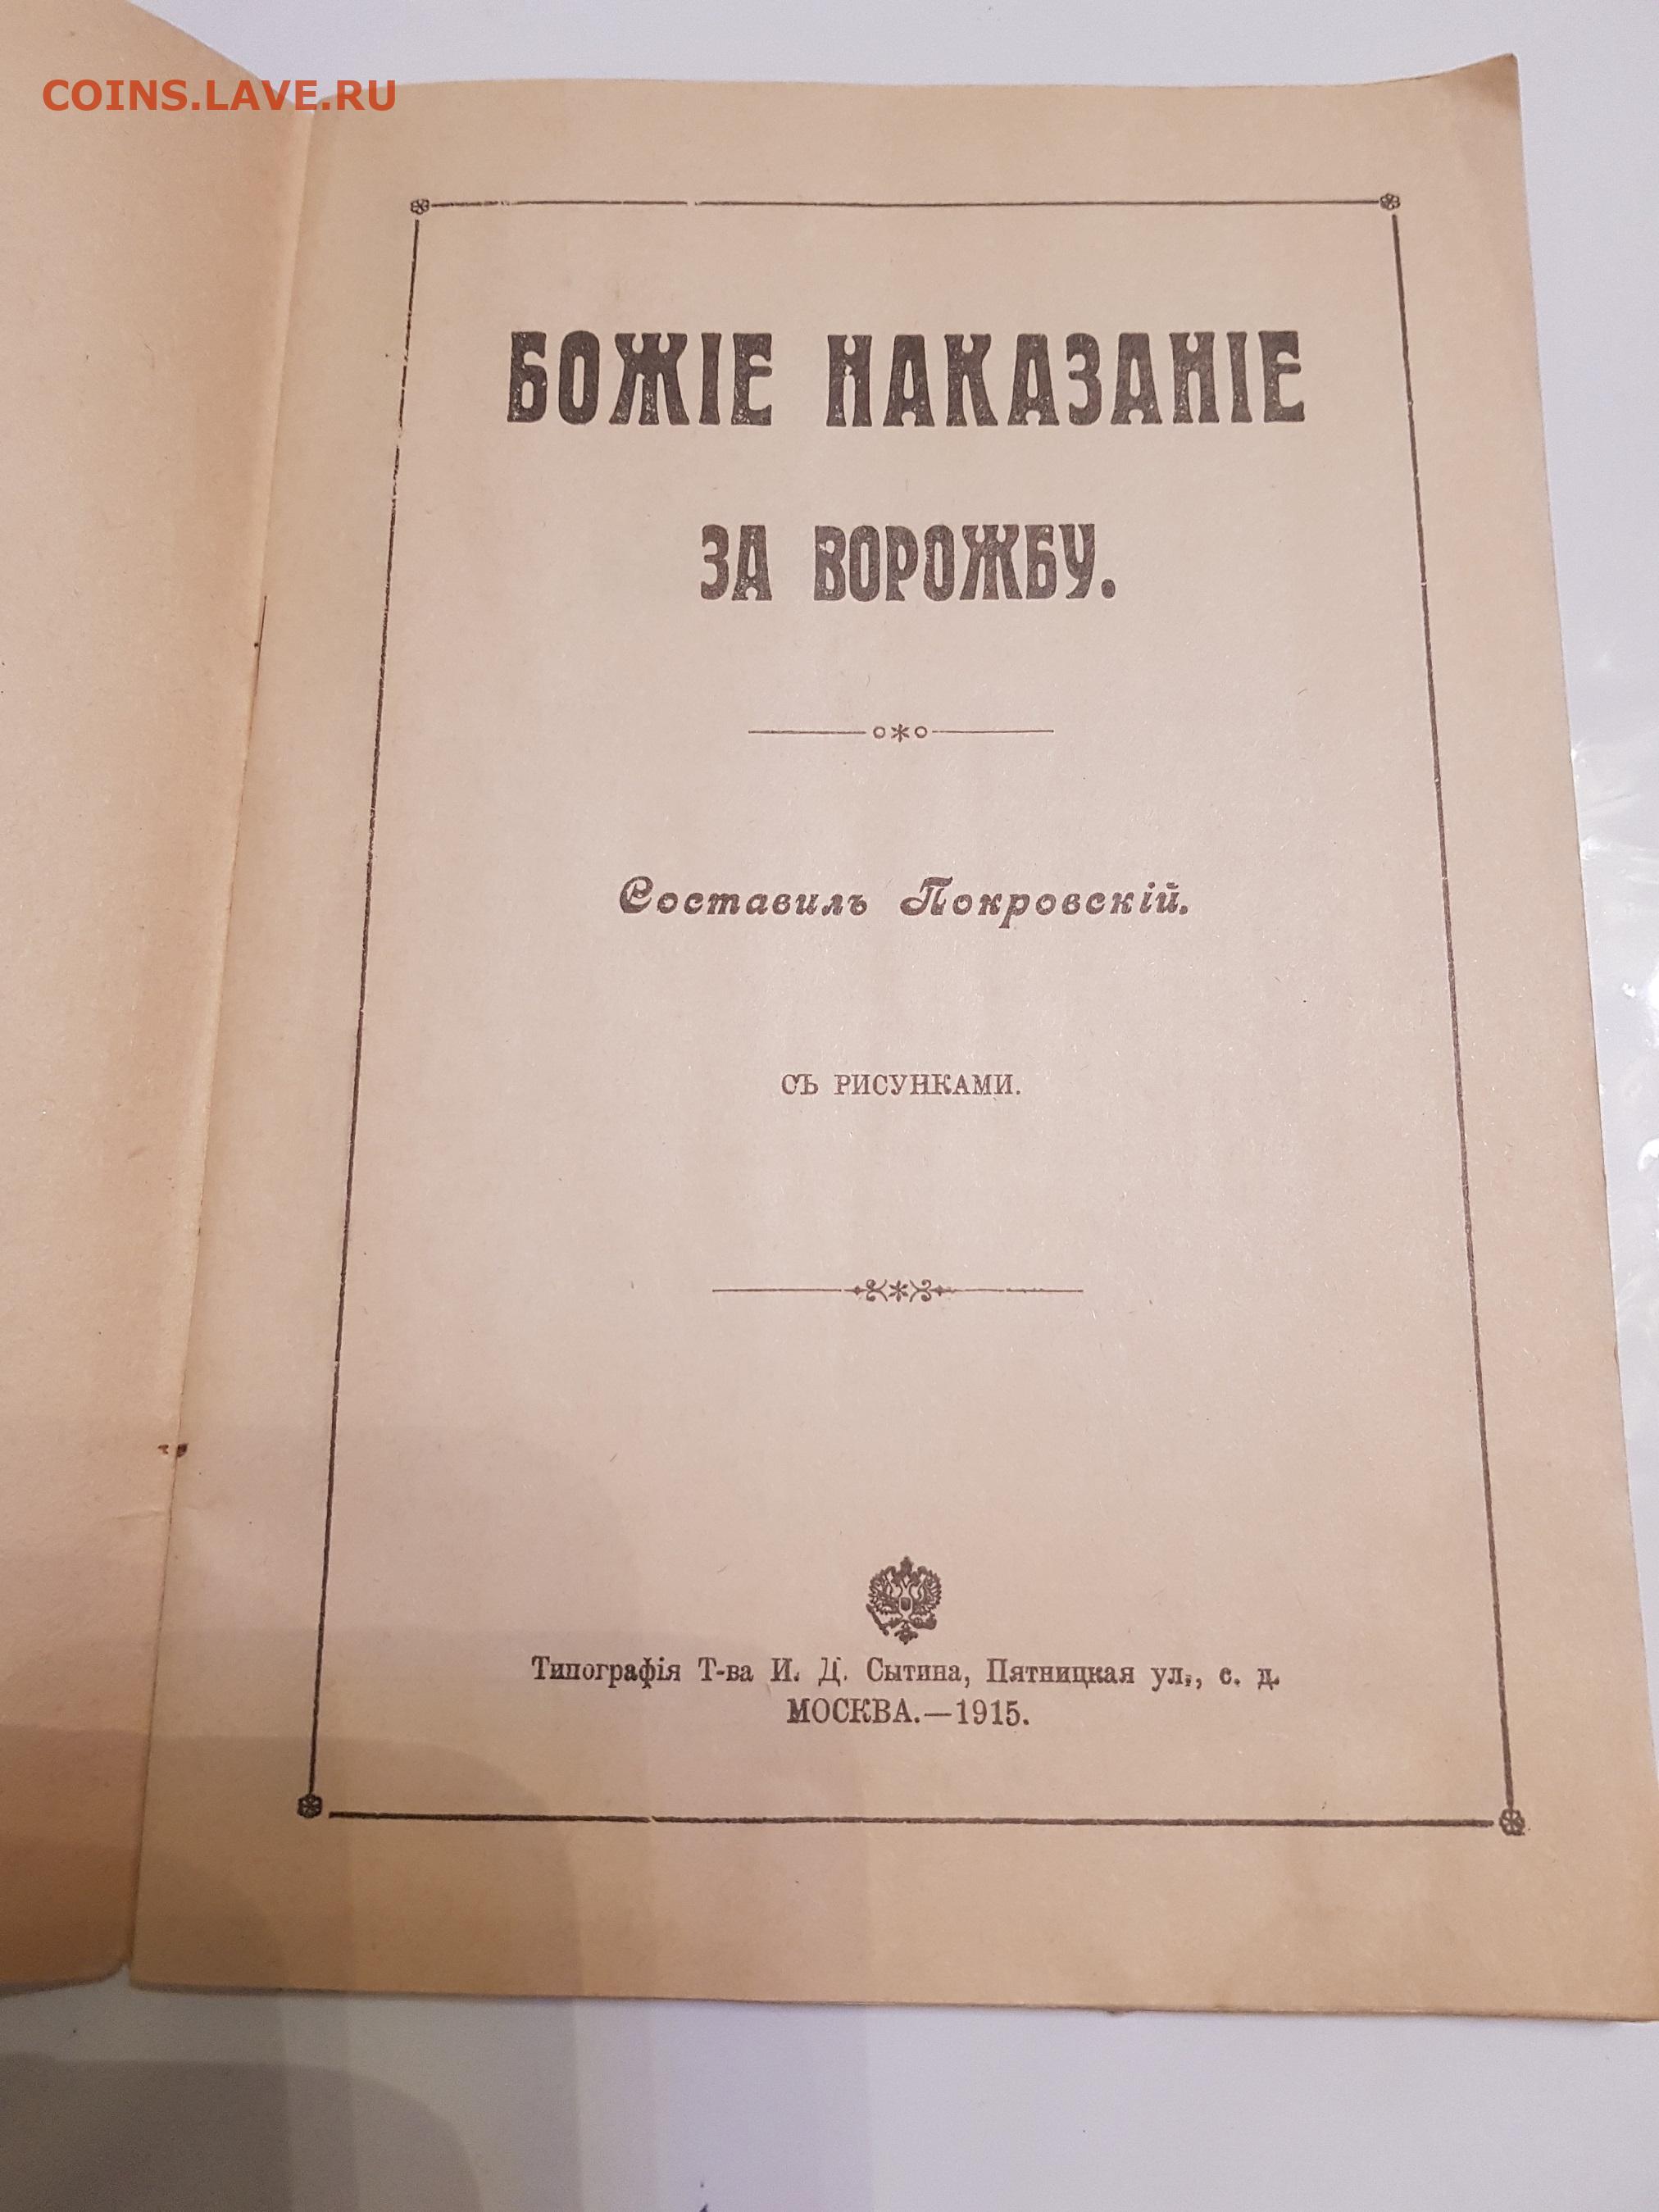 COINS.LAVE.RU
БОЖІЕ НАКАЗАНІЕ
ЗА ВОРОЖБУ.
Составилъ Покровскій.
СЪ РИСУНКАМИ.
Типографія Т-ва И. Д. Сытина, Пятницкая ул., с. д.
МОСКВА.—1915.